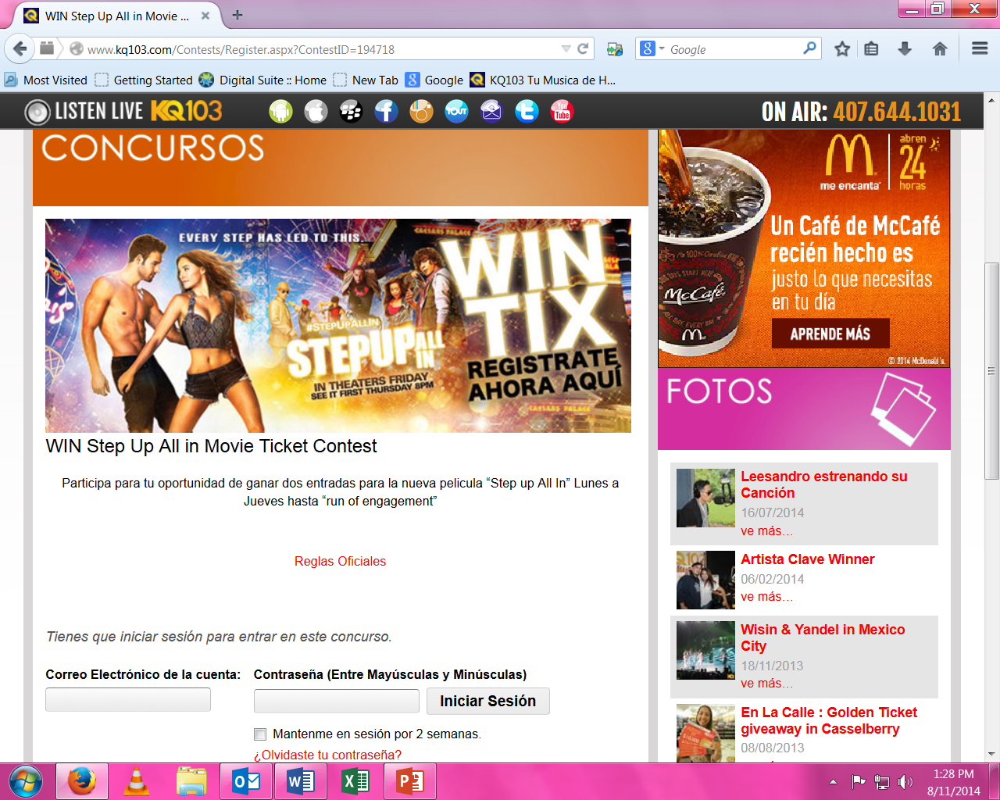 WIN Step Up All in Movie ...
www.kq103.com/Contests/Register.aspx?ContestID=194718
Google
Most Visited
Getting Started
Digital Suite :: Home
New Tab
Google
KQ103 Tu Musica de H...
LISTEN LIVE KQ103
YOUT
You Tube
ON AIR: 407.644.1031
CONCURSOS
EVERY STEP HAS LED TO THIS...
CAESARS PALACE
WIN
TIX
#STEPUPALLIN
STEPUP ALL IN
IN THEATERS FRIDAY
SEE IT FIRST THURSDAY 8PM
REGISTRATE
AHORA AQUÍ
CAESARS PALACE
WIN Step Up All in Movie Ticket Contest
Participa para tu oportunidad de ganar dos entradas para la nueva pelicula “Step up All In” Lunes a
Jueves hasta “run of engagement”
Reglas Oficiales
Tienes que iniciar sesión para entrar en este concurso.
Correo Electrónico de la cuenta:
Contraseña (Entre Mayúsculas y Minúsculas)
Iniciar Sesión
Mantenme en sesión por 2 semanas.
¿Olvidaste tu contraseña?
me encanta
abren
24
horas
Un Café de McCafé
recién hecho es
justo lo que necesitas
en tu día
McCafé
APRENDE MÁS
© 2014 McDonald's.
FOTOS
Leesandro estrenando su
Canción
16/07/2014
ve más...
Artista Clave Winner
06/02/2014
ve más...
Wisin & Yandel in Mexico
City
18/11/2013
ve más...
En La Calle : Golden Ticket
giveaway in Casselberry
08/08/2013
1:28 PM
8/11/2014